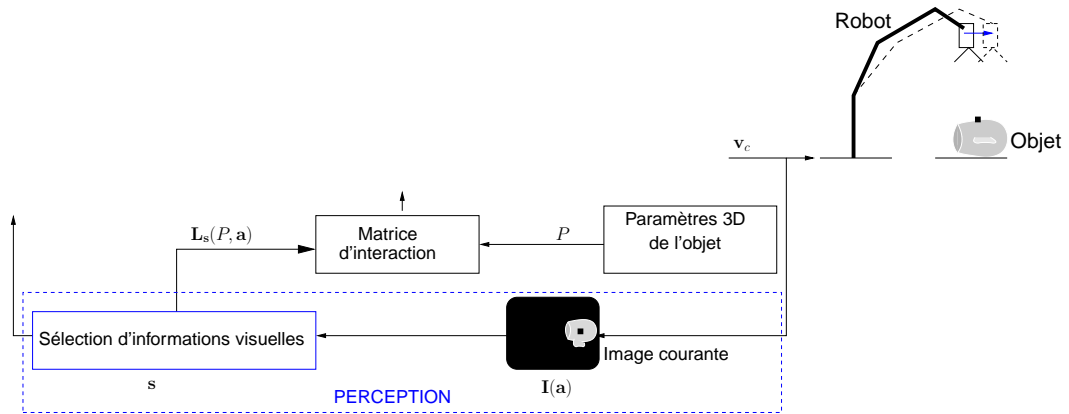 Robot
Objet
v_c
L_s(P, a)
Matrice
d'interaction
P
Paramètres 3D
de l'objet
Sélection d'informations visuelles
Image courante
s
I(a)
PERCEPTION